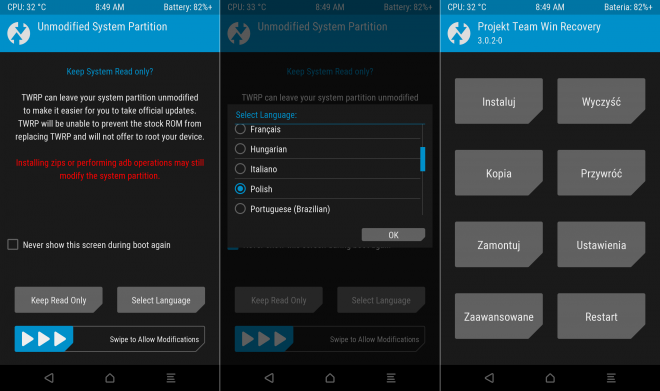 CPU: 32 °C 8:49 AM Battery: 82%+
Unmodified System Partition
Keep System Read only?
TWRP can leave your system partition unmodified
to make it easier for you to take official updates.
TWRP will be unable to prevent the stock ROM from
replacing TWRP and will not offer to root your device.
Installing zips or performing adb operations may still
modify the system partition.
Never show this screen during boot again
Keep Read Only
Select Language
Swipe to Allow Modifications
CPU: 33 °C 8:49 AM Battery: 82%+
Unmodified System Partition
Keep System Read only?
TWRP can leave your system partition unmodified
Select Language:
Français
Hungarian
Italiano
Polish
Portuguese (Brazilian)
OK
Keep Read Only
Select Language
Swipe to Allow Modifications
CPU: 32 °C 8:49 AM Bateria: 82%+
Projekt Team Win Recovery
3.0.2-0
Instaluj
Wyczyść
Kopia
Przywróć
Zamontuj
Ustawienia
Zaawansowane
Restart